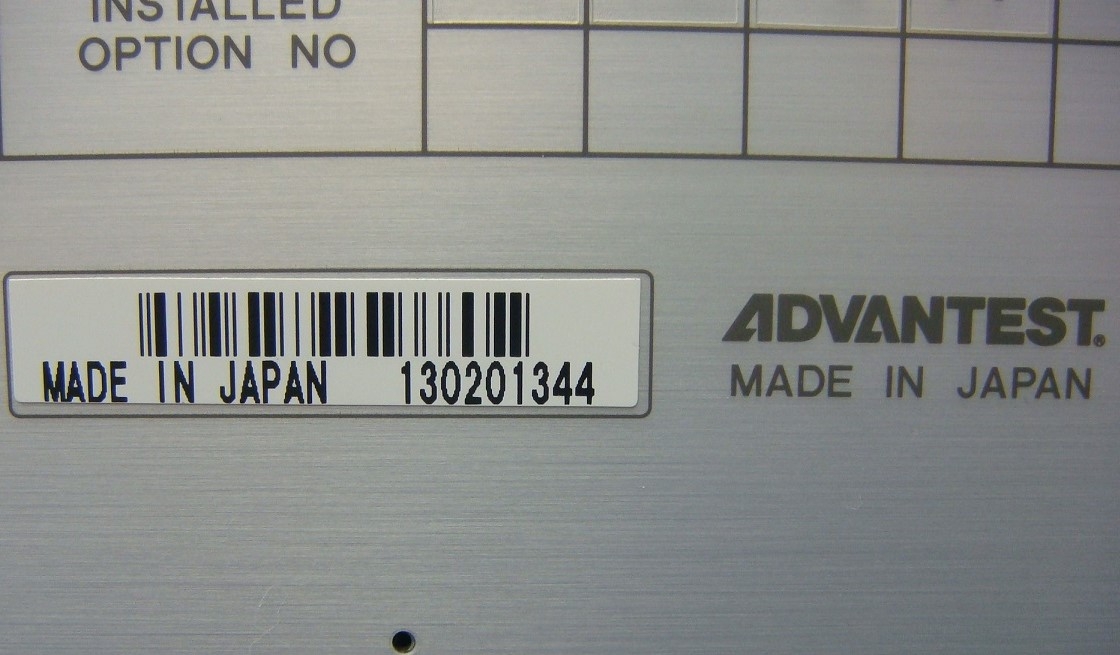 INSTALLED
OPTION NO
MADE IN JAPAN 130201344
ADVANTEST®
MADE IN JAPAN